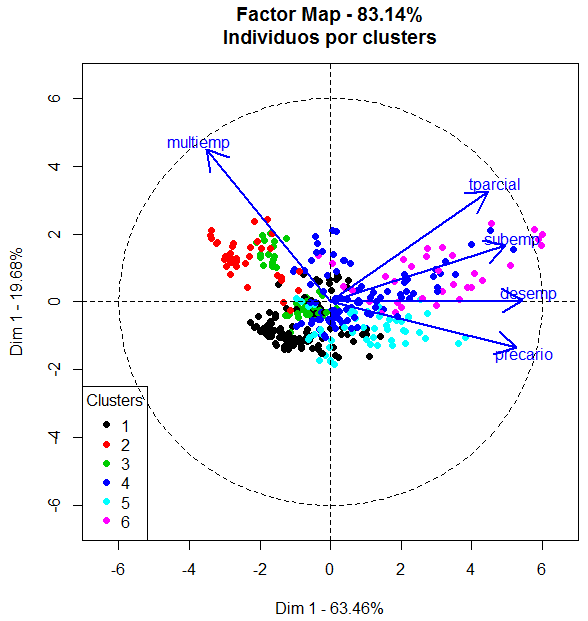 Factor Map - 83.14%
Individuos por clusters
multiemp
tparcial
subemp
desemp
precario
Dim 1 - 19.68%
6
4
2
0
-2
-4
-6
Clusters
1
2
3
4
5
6
-6
-4
-2
0
2
4
6
Dim 1 - 63.46%